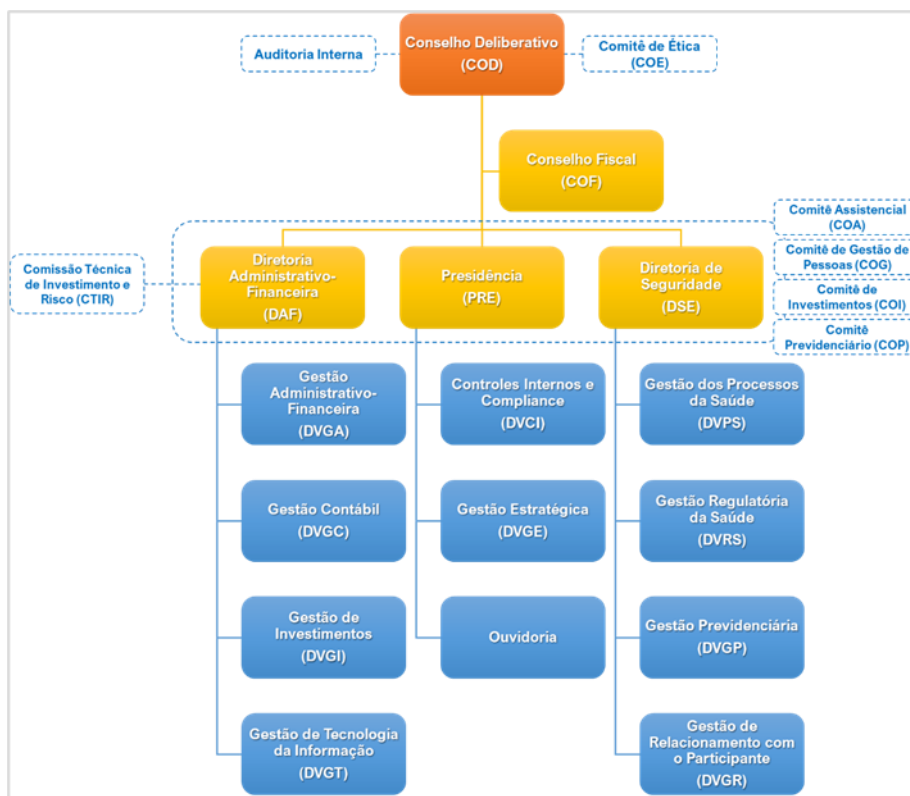 Auditoria Interna
Conselho Deliberativo
(COD)
Comitê de Ética
(COE)
Conselho Fiscal
(COF)
Comitê Assistencial
(COA)
Comitê de Gestão de
Pessoas (COG)
Comitê de
Investimentos (COI)
Comitê
Previdenciário (COP)
Comissão Técnica
de Investimento e
Risco (CTIR)
Diretoria
Administrativo-
Financeira
(DAF)
Presidência
(PRE)
Diretoria de
Seguridade
(DSE)
Gestão
Administrativo-
Financeira
(DVGA)
Controles Internos e
Compliance
(DVCI)
Gestão dos Processos
da Saúde
(DVPS)
Gestão Contábil
(DVGC)
Gestão Estratégica
(DVGE)
Gestão Regulatória
da Saúde
(DVRS)
Gestão de
Investimentos
(DVGI)
Ouvidoria
Gestão Previdenciária
(DVGP)
Gestão de Tecnologia
da Informação
(DVGT)
Gestão de
Relacionamento com
o Participante
(DVGR)